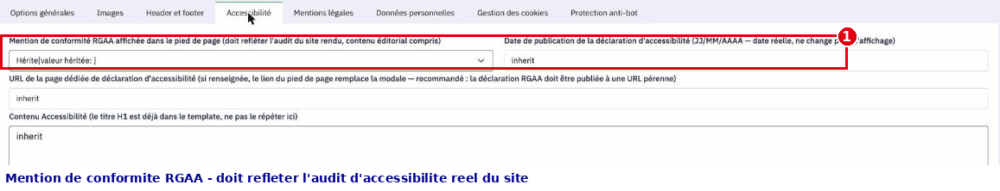 Options générales Images Header et footer Accessibilité Mentions légales Données personnelles Gestion des cookies Protection anti-bot
1
Mention de conformité RGAA affichée dans le pied de page (doit refléter l'audit du site rendu, contenu éditorial compris) Date de publication de la déclaration d'accessibilité (JJ/MM/AAAA — date réelle, ne change l'affichage)
Hérite[valeur héritée: ] inherit
URL de la page dédiée de déclaration d'accessibilité (si renseignée, le lien du pied de page remplace la modale — recommandé : la déclaration RGAA doit être publiée à une URL pérenne)
inherit
Contenu Accessibilité (le titre H1 est déjà dans le template, ne pas le répéter ici)
inherit
Mention de conformite RGAA - doit refleter l'audit d'accessibilite reel du site